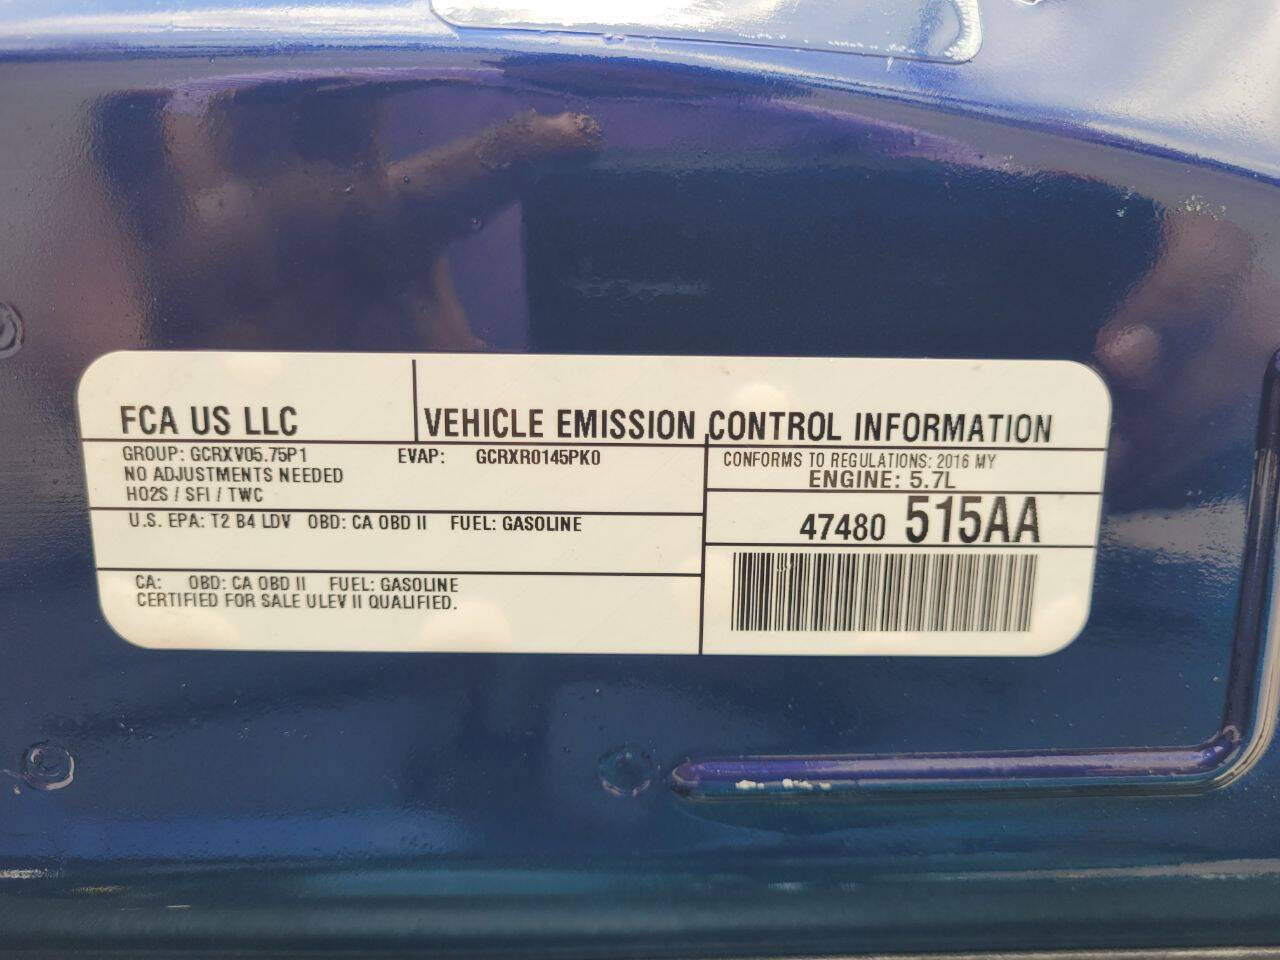 FCA US LLC
VEHICLE EMISSION CONTROL INFORMATION
GROUP: GCRXV05.75P1 EVAP: GCRXR0145PK0
NO ADJUSTMENTS NEEDED
HO2S / SFI / TWC
CONFORMS TO REGULATIONS: 2016 MY
ENGINE: 5.7L
U.S. EPA: T2 B4 LDV OBD: CA OBD II FUEL: GASOLINE
47480 515AA
CA: OBD: CA OBD II FUEL: GASOLINE
CERTIFIED FOR SALE ULEV II QUALIFIED.